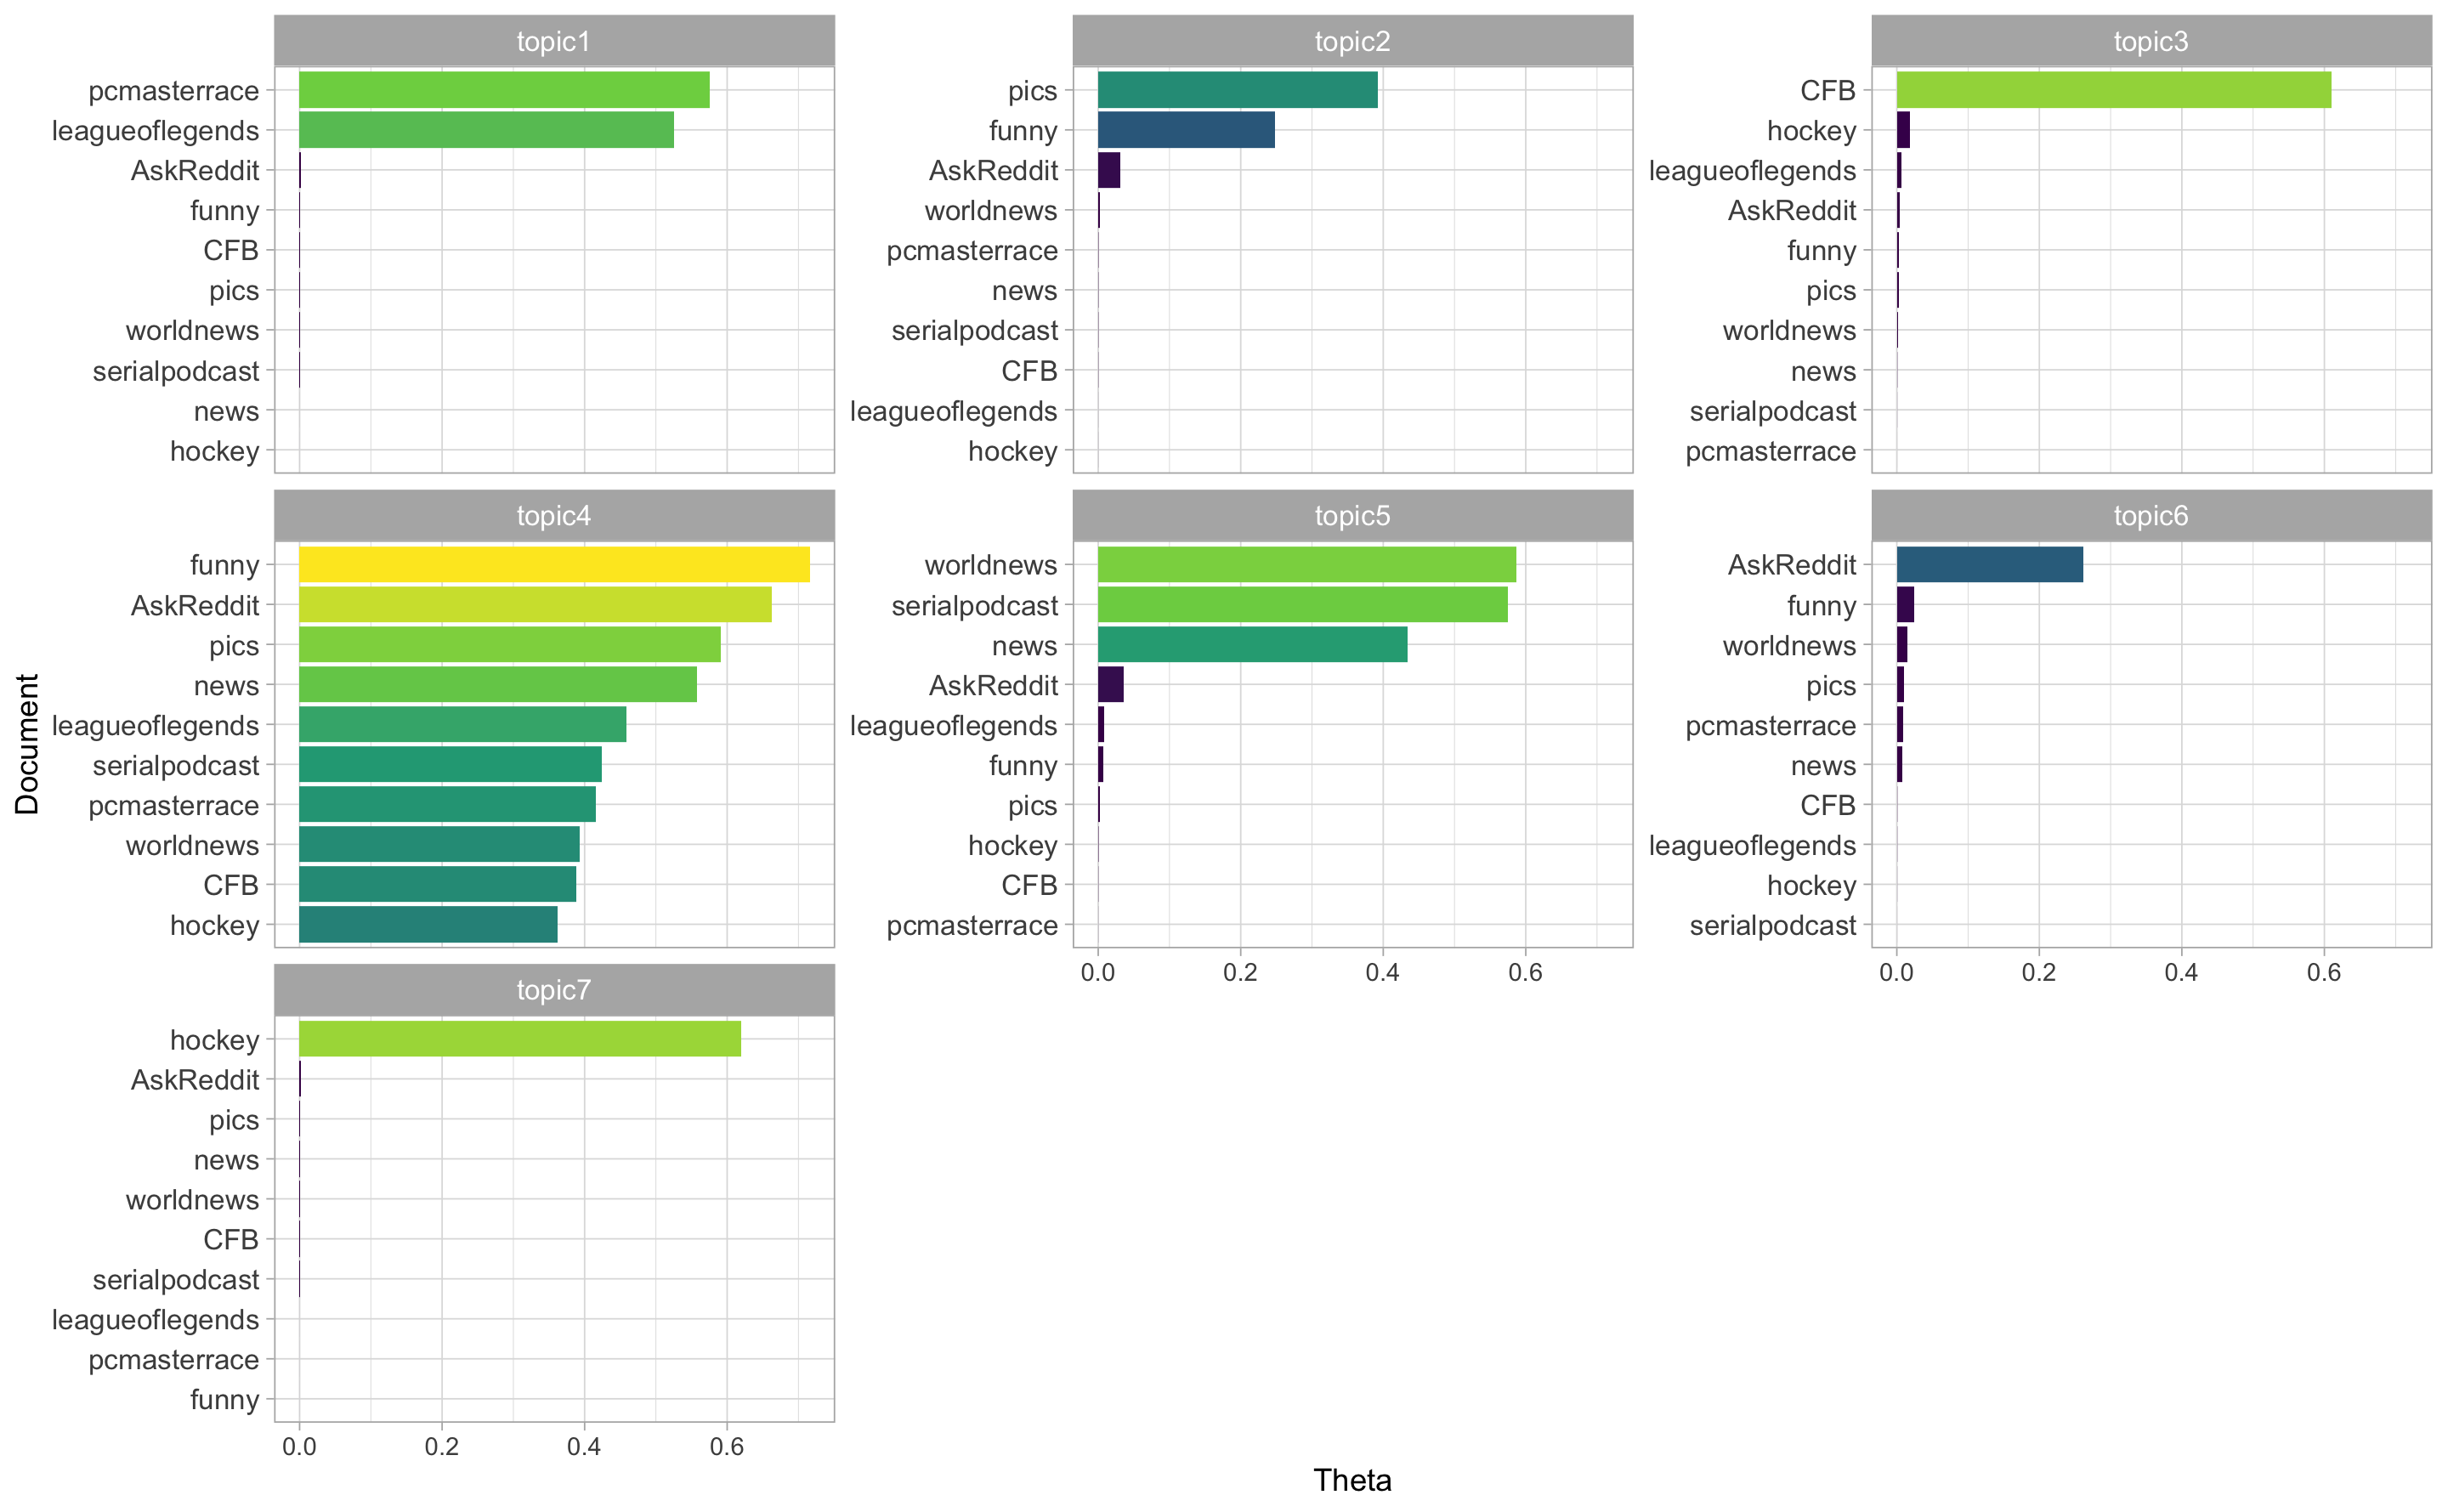 topic1
pcmasterrace
leagueoflegends
AskReddit
funny
CFB
pics
worldnews
serialpodcast
news
hockey
topic2
pics
funny
AskReddit
worldnews
pcmasterrace
news
serialpodcast
CFB
leagueoflegends
hockey
topic3
CFB
hockey
leagueoflegends
AskReddit
funny
pics
worldnews
news
serialpodcast
pcmasterrace
Document
topic4
funny
AskReddit
pics
news
leagueoflegends
serialpodcast
pcmasterrace
worldnews
CFB
hockey
topic5
worldnews
serialpodcast
news
AskReddit
leagueoflegends
funny
pics
hockey
CFB
pcmasterrace
0.0 0.2 0.4 0.6
topic6
AskReddit
funny
worldnews
pics
pcmasterrace
news
CFB
leagueoflegends
hockey
serialpodcast
0.0 0.2 0.4 0.6
topic7
hockey
AskReddit
pics
news
worldnews
CFB
serialpodcast
leagueoflegends
pcmasterrace
funny
0.0 0.2 0.4 0.6
Theta